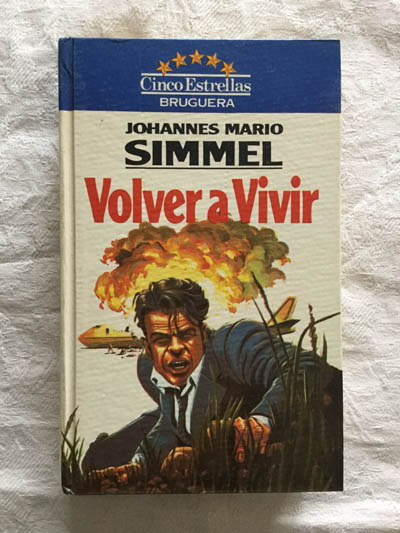 Cinco Estrellas
BRUGUERA
JOHANNES MARIO
SIMMEL
Volver a Vivir